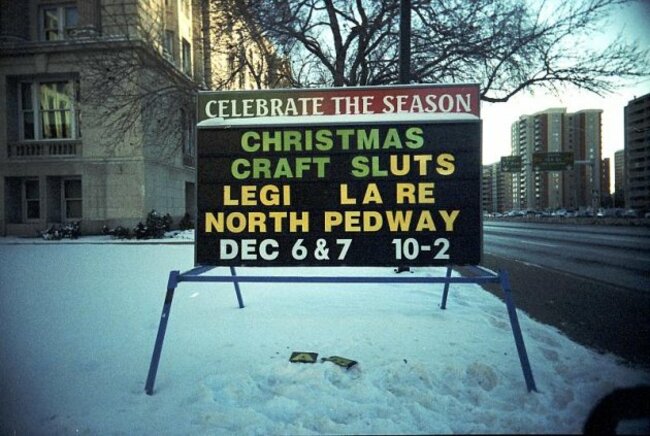 CELEBRATE THE SEASON
CHRISTMAS
CRAFT SLUTS
LEGI LA RE
NORTH PEDWAY
DEC 6 & 7 10-2